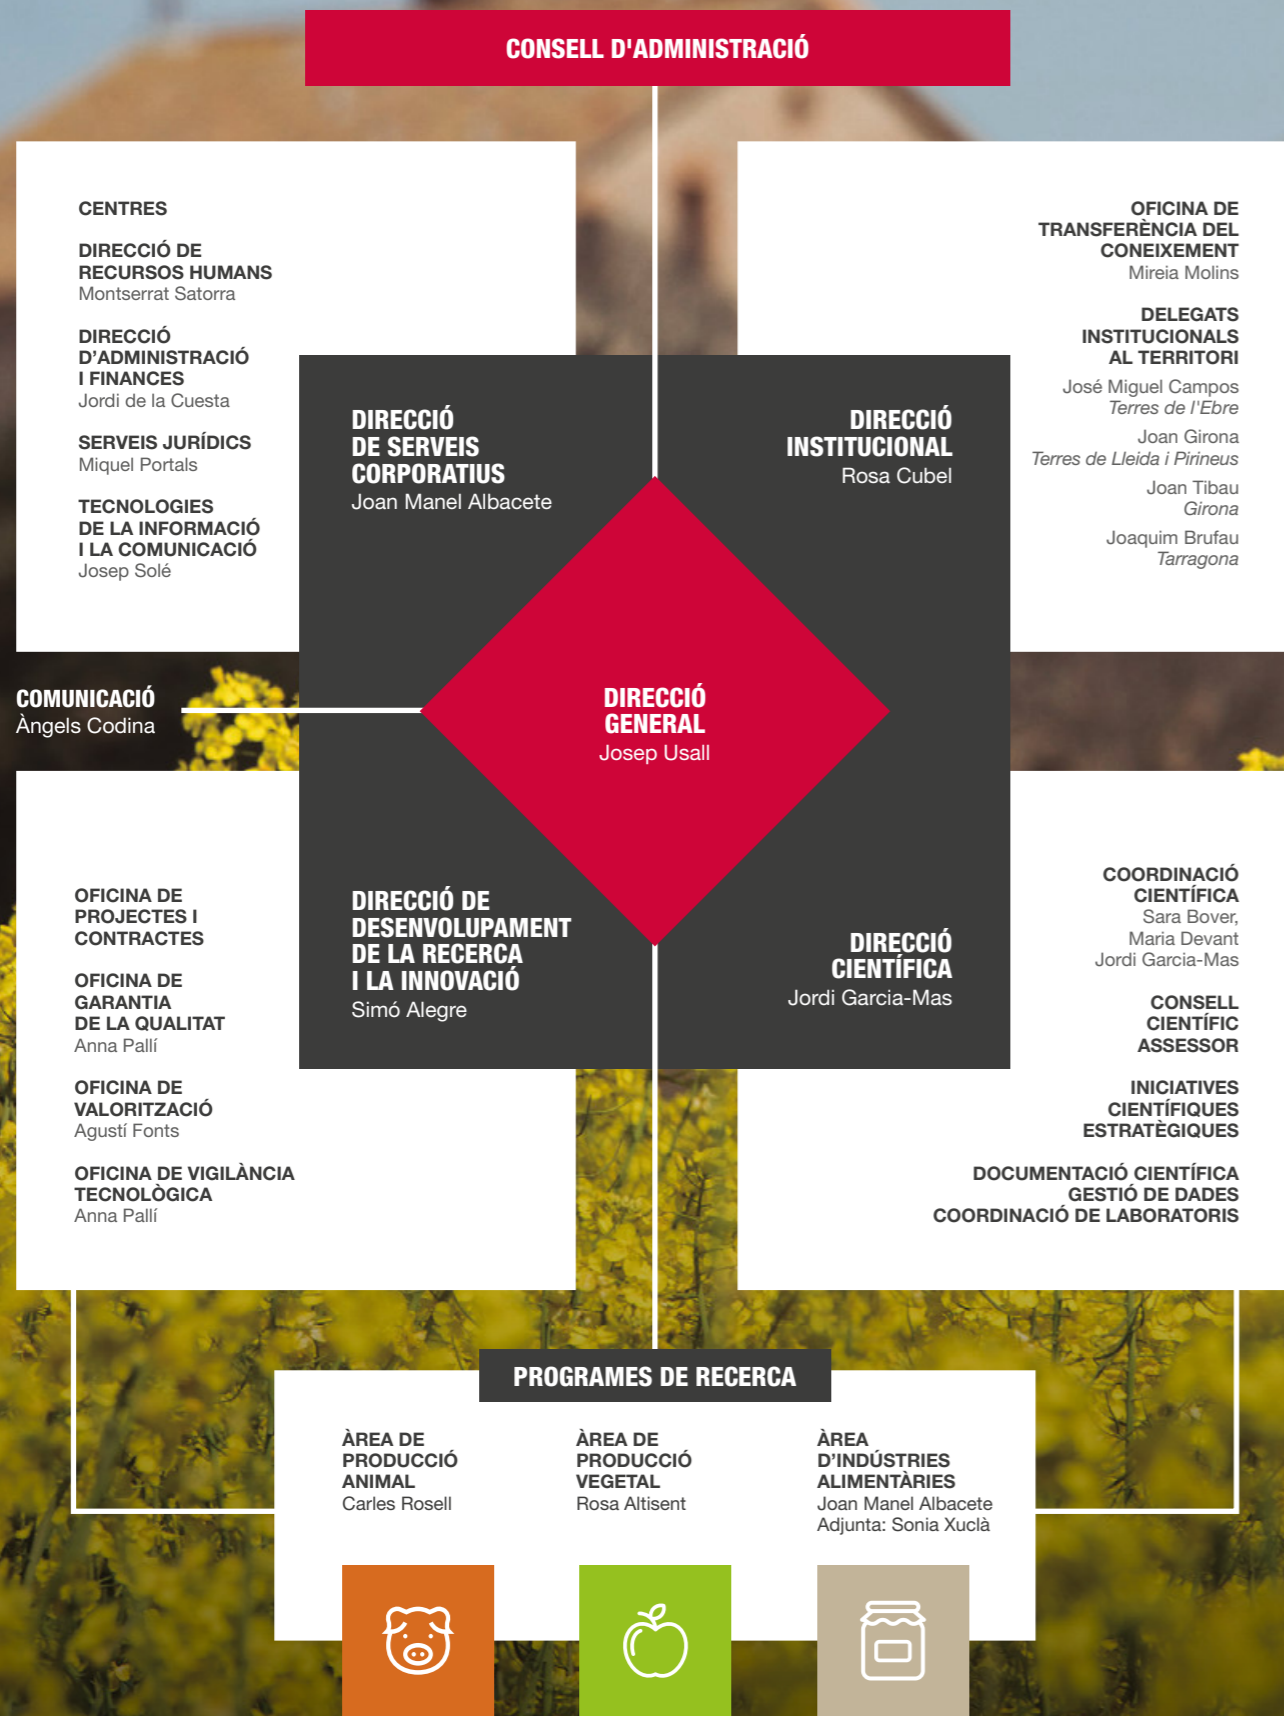 CONSELL D'ADMINISTRACIÓ
CENTRES
DIRECCIÓ DE
RECURSOS HUMANS
Montserrat Satorra
DIRECCIÓ
D’ADMINISTRACIÓ
I FINANCES
Jordi de la Cuesta
SERVEIS JURÍDICS
Miquel Portals
TECNOLOGIES
DE LA INFORMACIÓ
I LA COMUNICACIÓ
Josep Solé
OFICINA DE
TRANSFERÈNCIA DEL
CONEIXEMENT
Mireia Molins
DELEGATS
INSTITUCIONALS
AL TERRITORI
José Miguel Campos
Terres de l'Ebre
Joan Girona
Terres de Lleida i Pirineus
Joan Tibau
Girona
Joaquim Brufau
Tarragona
DIRECCIÓ
DE SERVEIS
CORPORATIUS
Joan Manel Albacete
DIRECCIÓ
INSTITUCIONAL
Rosa Cubel
COMUNICACIÓ
Àngels Codina
DIRECCIÓ
GENERAL
Josep Usall
DIRECCIÓ DE
DESENVOLUPAMENT
DE LA RECERCA
I LA INNOVACIÓ
Simó Alegre
DIRECCIÓ
CIENTÍFICA
Jordi Garcia-Mas
OFICINA DE
PROJECTES I
CONTRACTES
OFICINA DE
GARANTIA
DE LA QUALITAT
Anna Pallí
OFICINA DE
VALORITZACIÓ
Agustí Fonts
OFICINA DE VIGILÀNCIA
TECNOLÒGICA
Anna Pallí
COORDINACIÓ
CIENTÍFICA
Sara Bover,
Maria Devant
Jordi Garcia-Mas
CONSELL
CIENTÍFIC
ASSESSOR
INICIATIVES
CIENTÍFIQUES
ESTRATÈGIQUES
DOCUMENTACIÓ CIENTÍFICA
GESTIÓ DE DADES
COORDINACIÓ DE LABORATORIS
PROGRAMES DE RECERCA
ÀREA DE
PRODUCCIÓ
ANIMAL
Carles Rosell
ÀREA DE
PRODUCCIÓ
VEGETAL
Rosa Altisent
ÀREA
D’INDÚSTRIES
ALIMENTÀRIES
Joan Manel Albacete
Adjunta: Sonia Xuclà